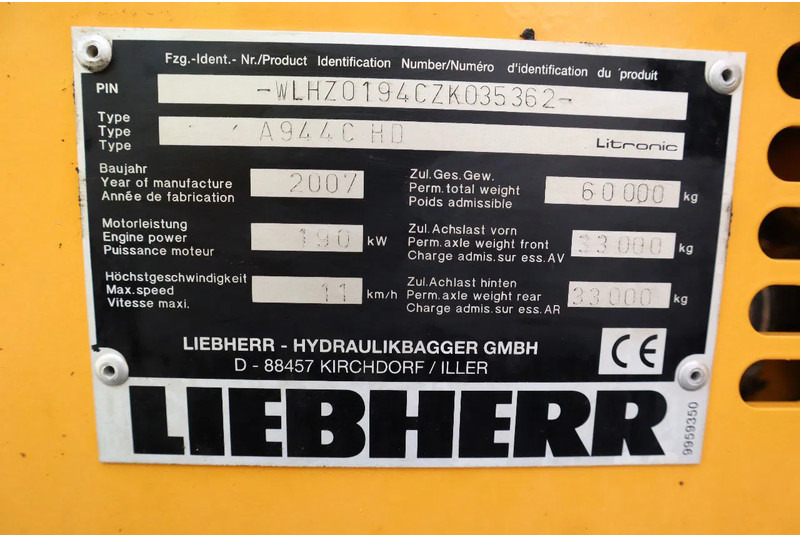 Fzg.-Ident.- Nr./Product Identification Number/Numéro d'identification du produit
PIN -WLHZ0194CZK035362-
Type
Type A944C HD Litronic
Type
Baujahr
Year of manufacture 2007
Année de fabrication
Zul.Ges.Gew.
Perm.total weight 60000 kg
Poids admissible
Motorleistung
Engine power 190 kW
Puissance moteur
Zul.Achslast vorn
Perm.axle weight front 33000 kg
Charge admis.sur ess.AV
Höchstgeschwindigkeit
Max.speed 11 km/h
Vitesse maxi.
Zul.Achlast hinten
Perm.axle weight rear 33000 kg
Charge admis.sur ess.AR
LIEBHERR - HYDRAULIKBAGGER GMBH
D - 88457 KIRCHDORF / ILLER
CE
LIEBHERR
9959350